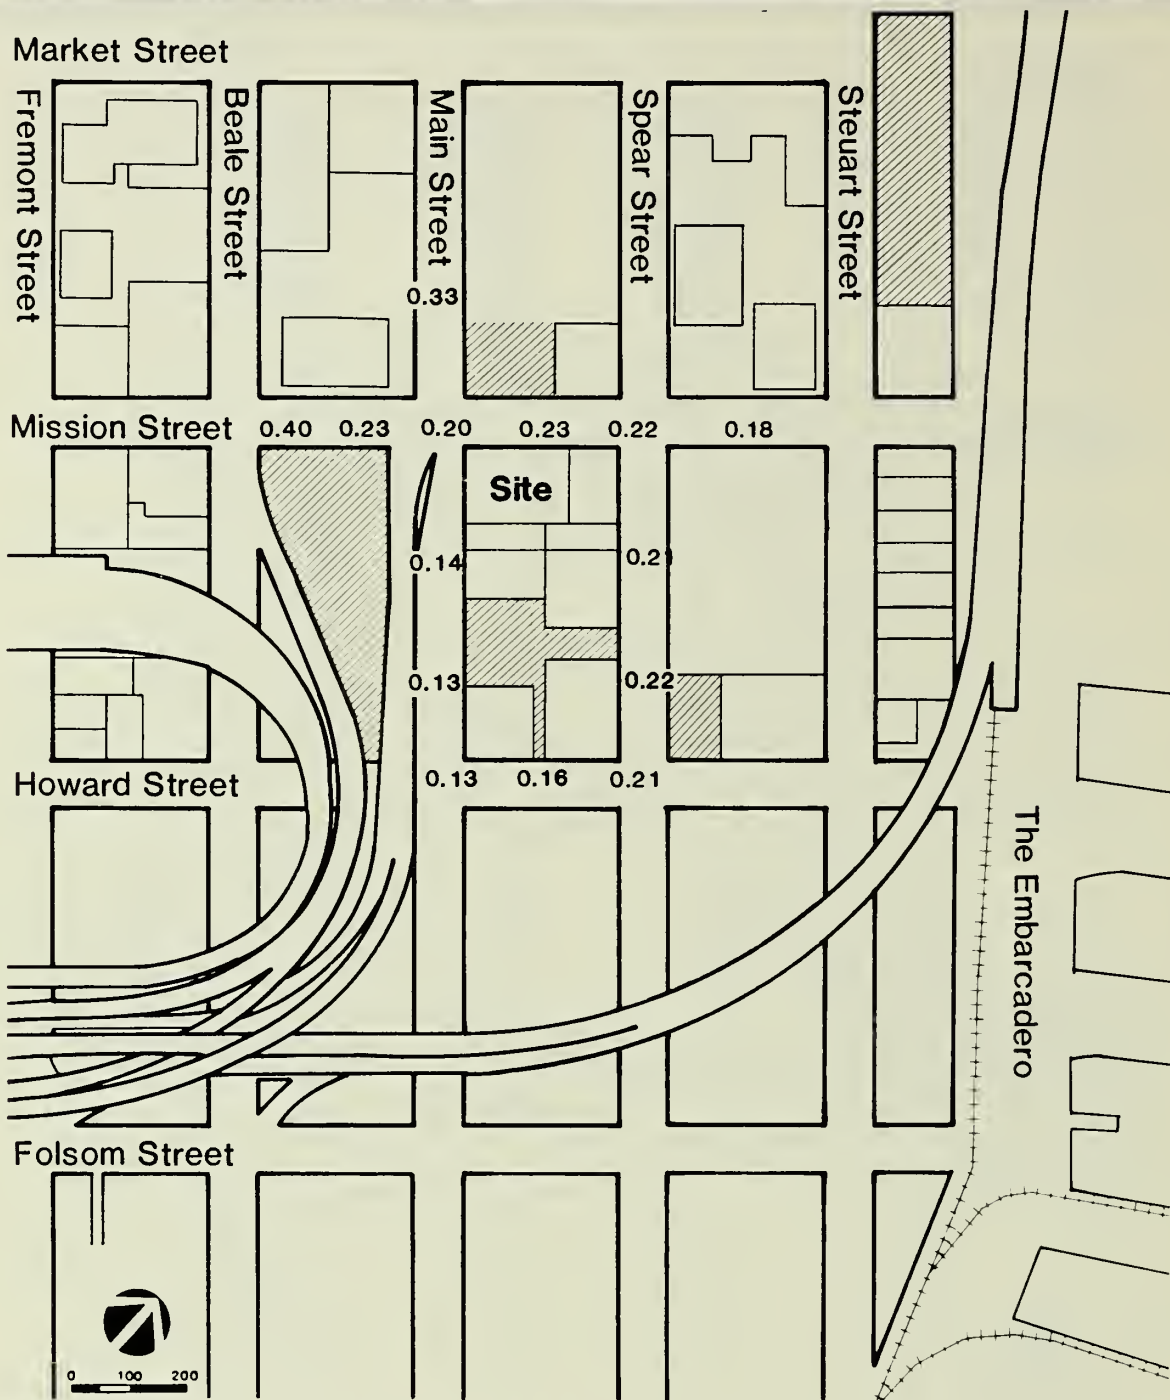 Market Street
Fremont Street
Beale Street
Main Street
Spear Street
Steuart Street
0.33
Mission Street
0.40
0.23
0.20
0.23
0.22
0.18
Site
0.14
0.21
0.13
0.22
Howard Street
0.13
0.16
0.21
The Embarcadero
Folsom Street
0 100 200